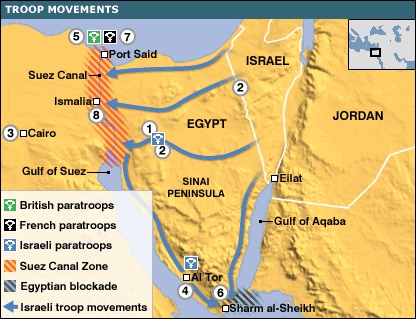 TROOP MOVEMENTS
5 7
Port Said
ISRAEL
Suez Canal
2
Ismalia
8
EGYPT
JORDAN
3 Cairo
1
2
Gulf of Suez
SINAI
PENINSULA
Eilat
British paratroops
French paratroops
Israeli paratroops
Suez Canal Zone
Egyptian blockade
Israeli troop movements
Gulf of Aqaba
Al Tor
4
6
Sharm al-Sheikh